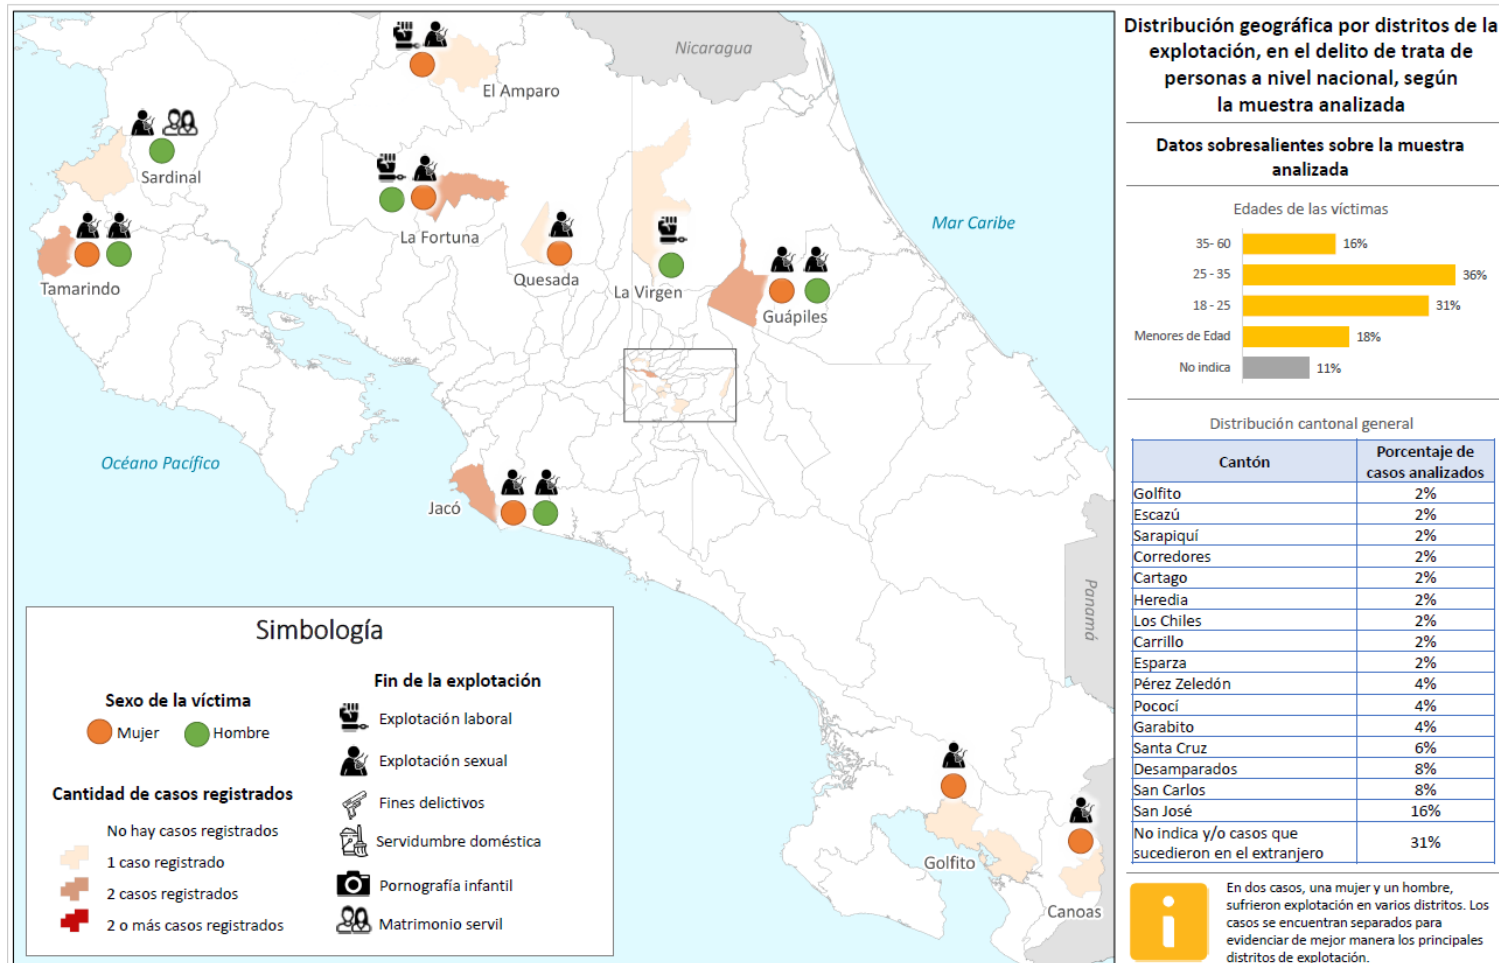 Nicaragua
El Amparo
Sardinal
La Fortuna
Tamarindo
Quesada
La Virgen
Guápiles
Mar Caribe
Océano Pacífico
Jacó
Panamá
Golfito
Canoas
Simbología
Sexo de la víctima
Mujer
Hombre
Cantidad de casos registrados
No hay casos registrados
1 caso registrado
2 casos registrados
2 o más casos registrados
Fin de la explotación
Explotación laboral
Explotación sexual
Fines delictivos
Servidumbre doméstica
Pornografía infantil
Matrimonio servil
Distribución geográfica por distritos de la
explotación, en el delito de trata de
personas a nivel nacional, según
la muestra analizada
Datos sobresalientes sobre la muestra
analizada
Edades de las víctimas
35- 60 16%
25 - 35 36%
18 - 25 31%
Menores de Edad 18%
No indica 11%
Distribución cantonal general
Cantón Porcentaje de
casos analizados
Golfito 2%
Escazú 2%
Sarapiquí 2%
Corredores 2%
Cartago 2%
Heredia 2%
Los Chiles 2%
Carrillo 2%
Esparza 2%
Pérez Zeledón 4%
Pococí 4%
Garabito 4%
Santa Cruz 6%
Desamparados 8%
San Carlos 8%
San José 16%
No indica y/o casos que
sucedieron en el extranjero 31%
En dos casos, una mujer y un hombre,
sufrieron explotación en varios distritos. Los
casos se encuentran separados para
evidenciar de mejor manera los principales
distritos de explotación.